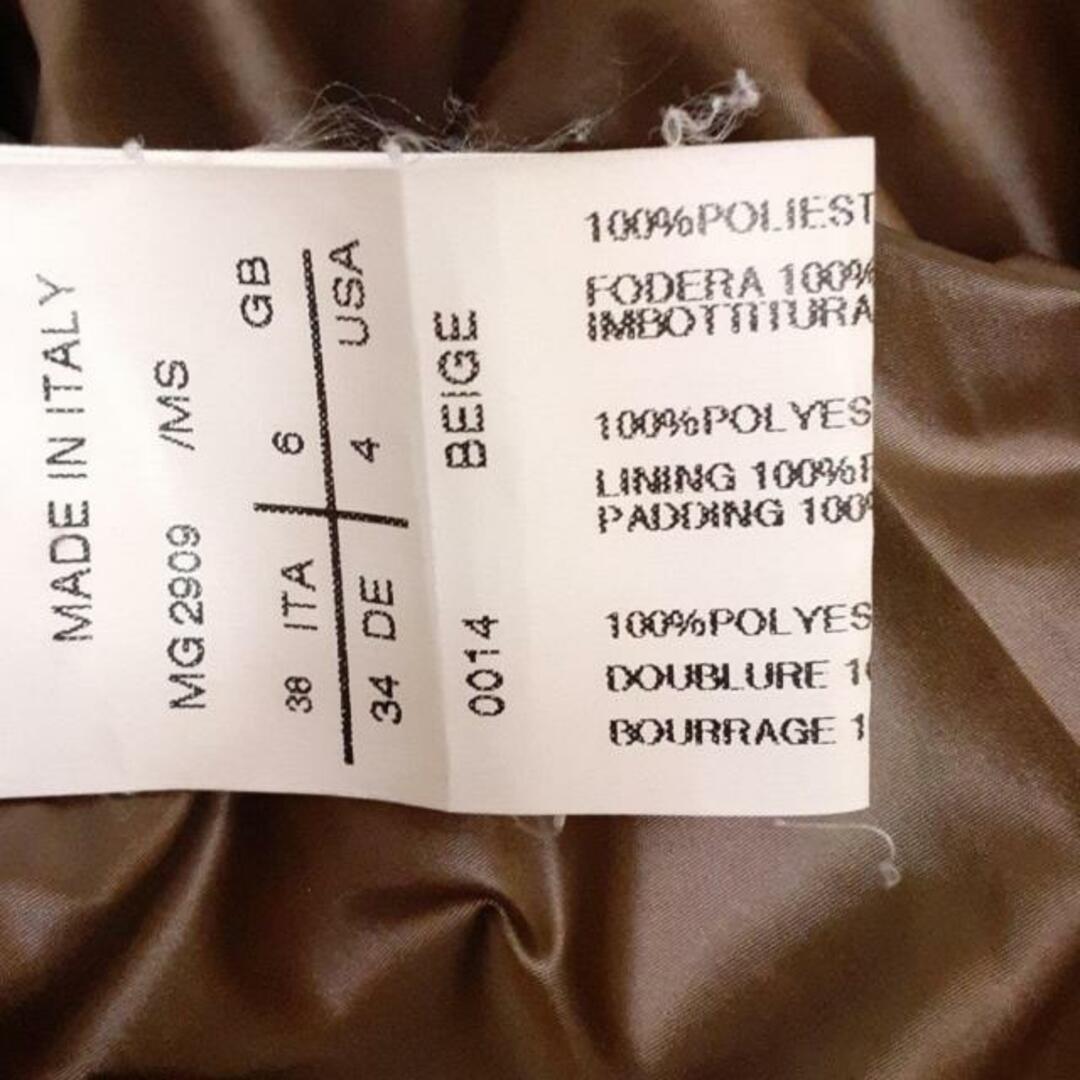 MADE IN ITALY
MG2909 /MS
38 ITA 6 GB
34 DE 4 USA
0014 BEIGE
100%POLIEST
FODERA 100%
IMBOTTITURA
100%POLYES
LINING 100%P
PADDING 100%
100%POLYES
DOUBLURE 10
BOURRAGE 1